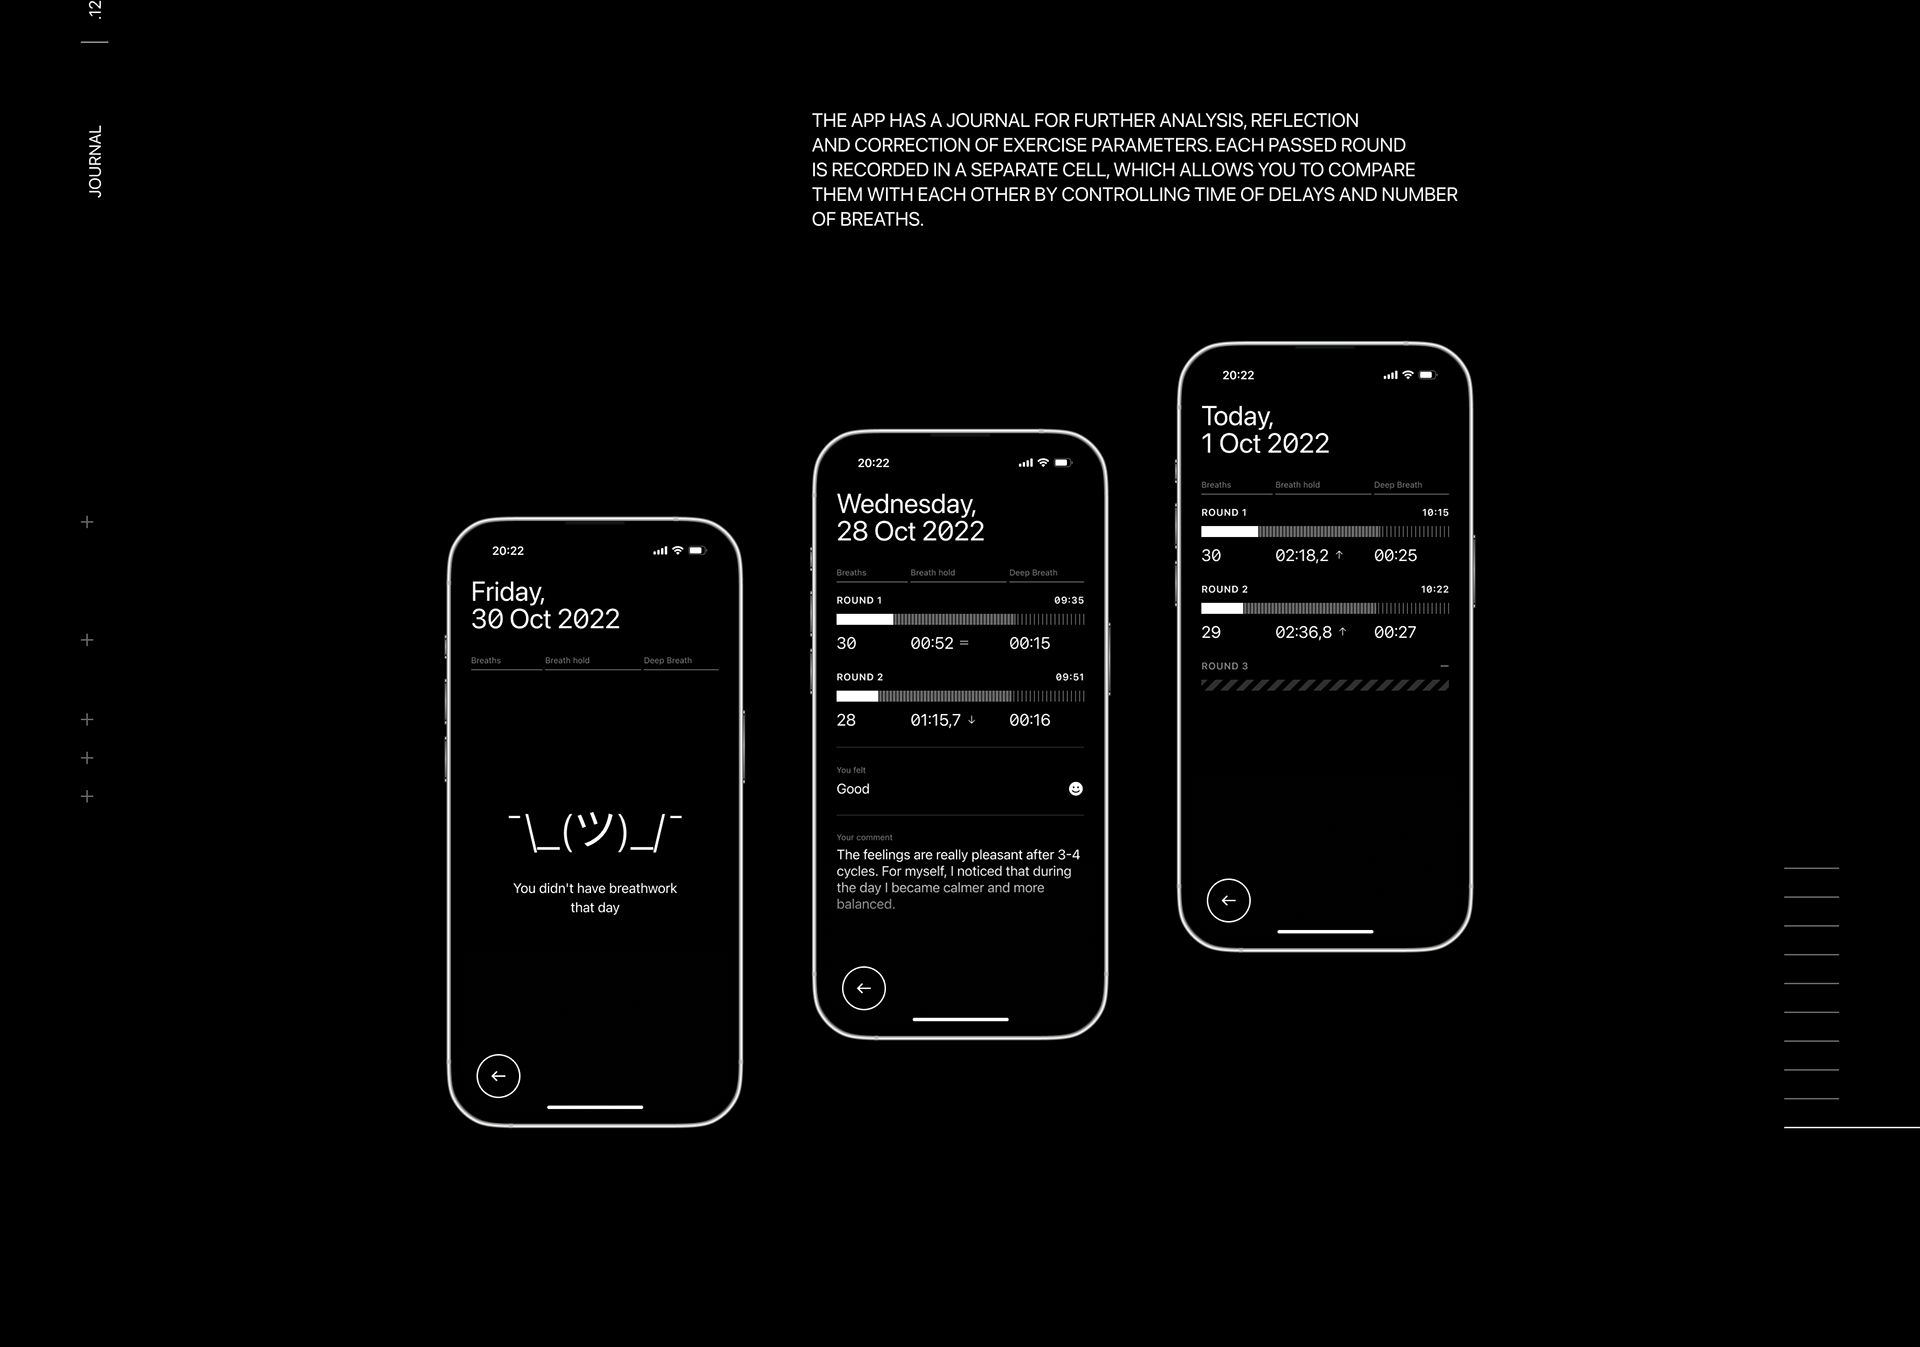 .12
JOURNAL
THE APP HAS A JOURNAL FOR FURTHER ANALYSIS, REFLECTION
AND CORRECTION OF EXERCISE PARAMETERS. EACH PASSED ROUND
IS RECORDED IN A SEPARATE CELL, WHICH ALLOWS YOU TO COMPARE
THEM WITH EACH OTHER BY CONTROLLING TIME OF DELAYS AND NUMBER
OF BREATHS.
20:22
Friday,
30 Oct 2022
Breaths Breath hold Deep Breath
¯\_(ツ)_/¯
You didn't have breathwork
that day
20:22
Wednesday,
28 Oct 2022
Breaths Breath hold Deep Breath
ROUND 1 09:35
30 00:52 = 00:15
ROUND 2 09:51
28 01:15,7 ↓ 00:16
You felt
Good
Your comment
The feelings are really pleasant after 3-4
cycles. For myself, I noticed that during
the day I became calmer and more
balanced.
20:22
Today,
1 Oct 2022
Breaths Breath hold Deep Breath
ROUND 1 10:15
30 02:18,2 ↑ 00:25
ROUND 2 10:22
29 02:36,8 ↑ 00:27
ROUND 3 –